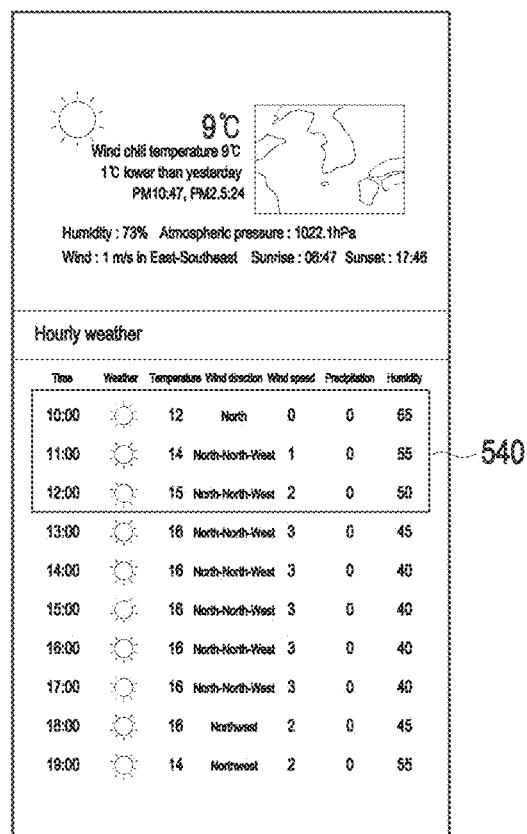 9℃
Wind chill temperature 9℃
1℃ lower than yesterday
PM10:47, PM2.5:24
Humidity : 73% Atmospheric pressure : 1022.1hPa
Wind : 1 m/s in East-Southeast Sunrise : 06:47 Sunset : 17:46
Hourly weather
Time Weather Temperature Wind direction Wind speed Precipitation Humidity
10:00 12 North 0 0 65
11:00 14 North-North-West 1 0 55
540
12:00 15 North-North-West 2 0 50
13:00 16 North-North-West 3 0 45
14:00 16 North-North-West 3 0 40
15:00 16 North-North-West 3 0 40
16:00 16 North-North-West 3 0 40
17:00 16 North-North-West 3 0 40
18:00 16 Northwest 2 0 45
19:00 14 Northwest 2 0 55